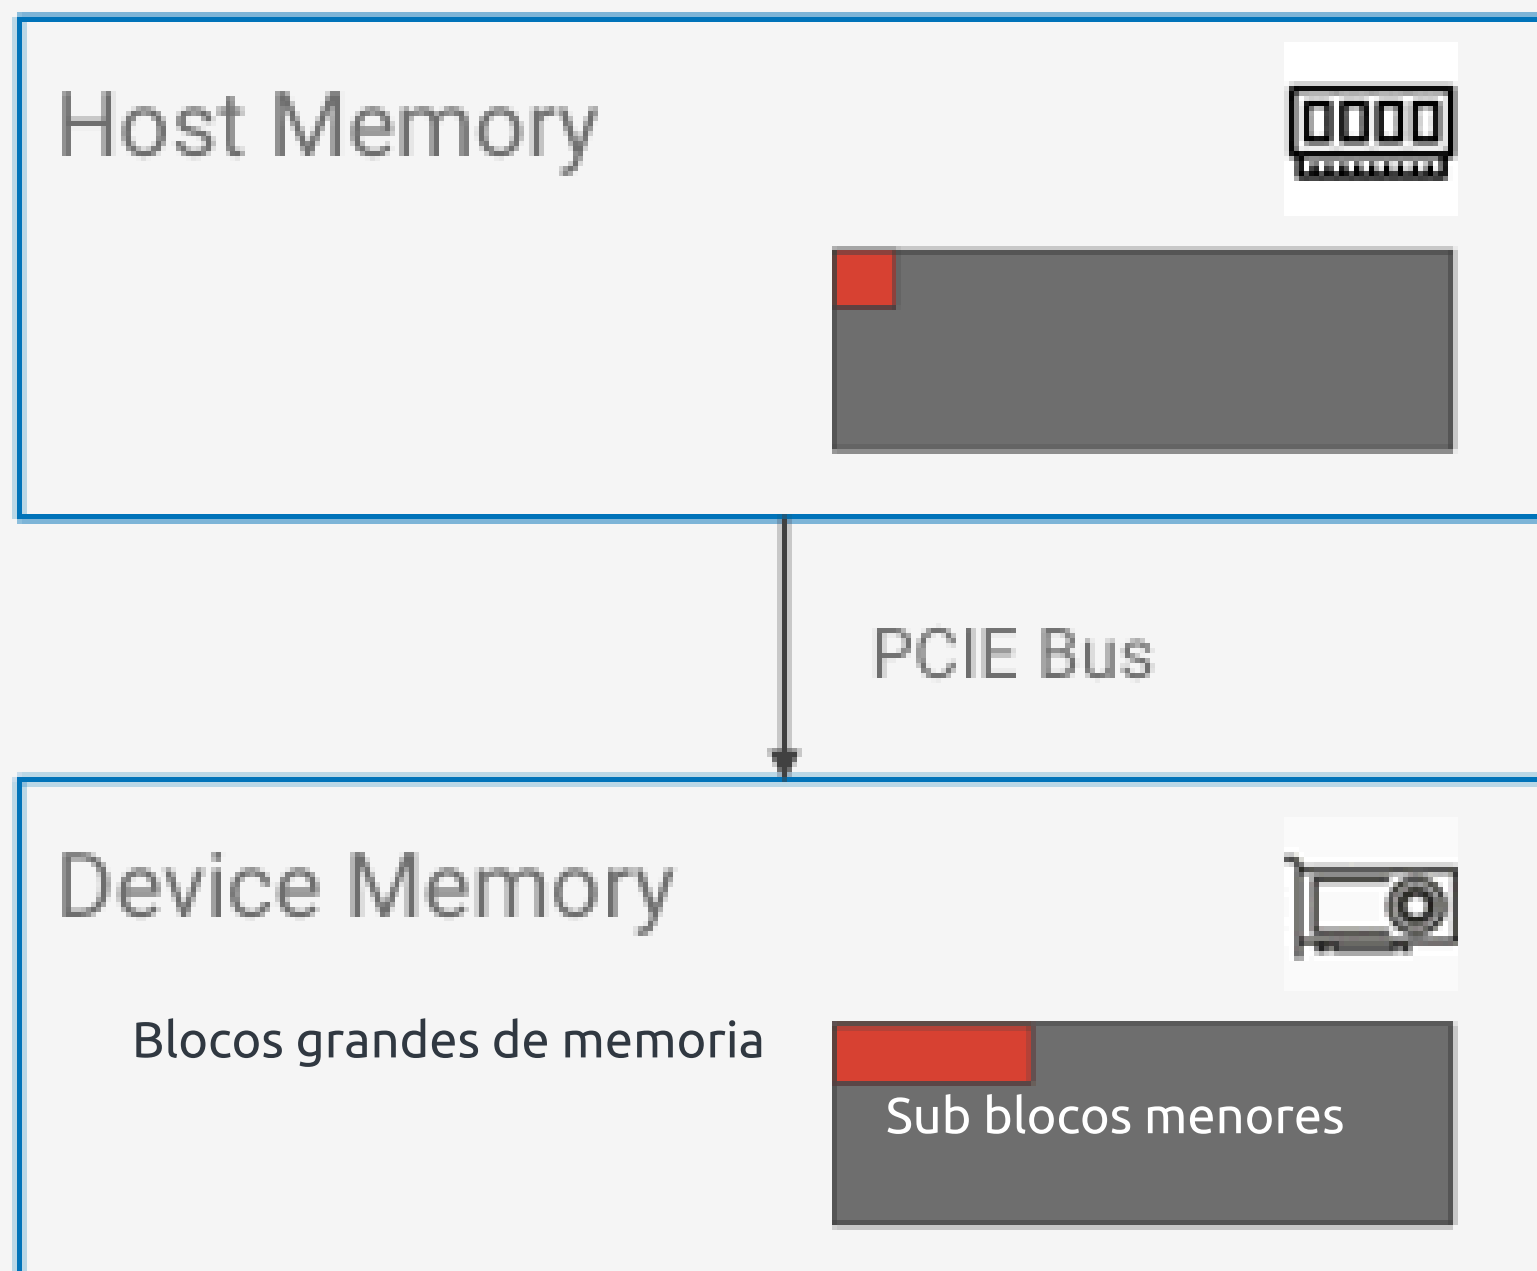 Host Memory
PCIE Bus
Device Memory
Blocos grandes de memoria
Sub blocos menores